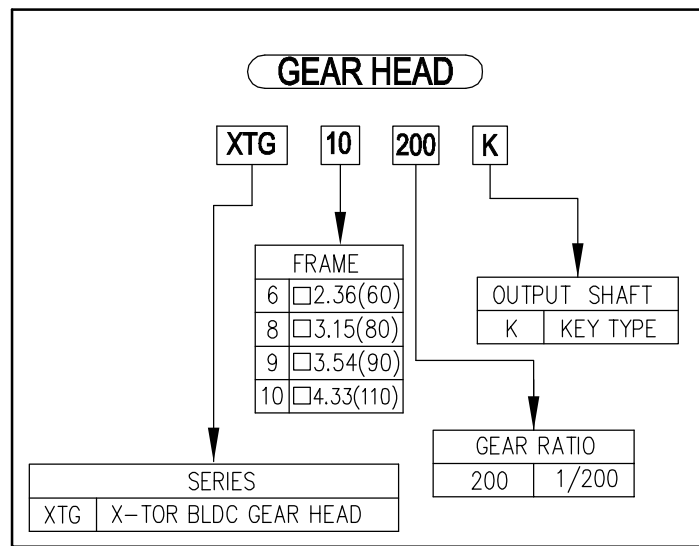 GEAR HEAD
XTG 10 200 K
FRAME
6 □2.36(60)
8 □3.15(80)
9 □3.54(90)
10 □4.33(110)
OUTPUT SHAFT
K KEY TYPE
GEAR RATIO
200 1/200
SERIES
XTG X-TOR BLDC GEAR HEAD